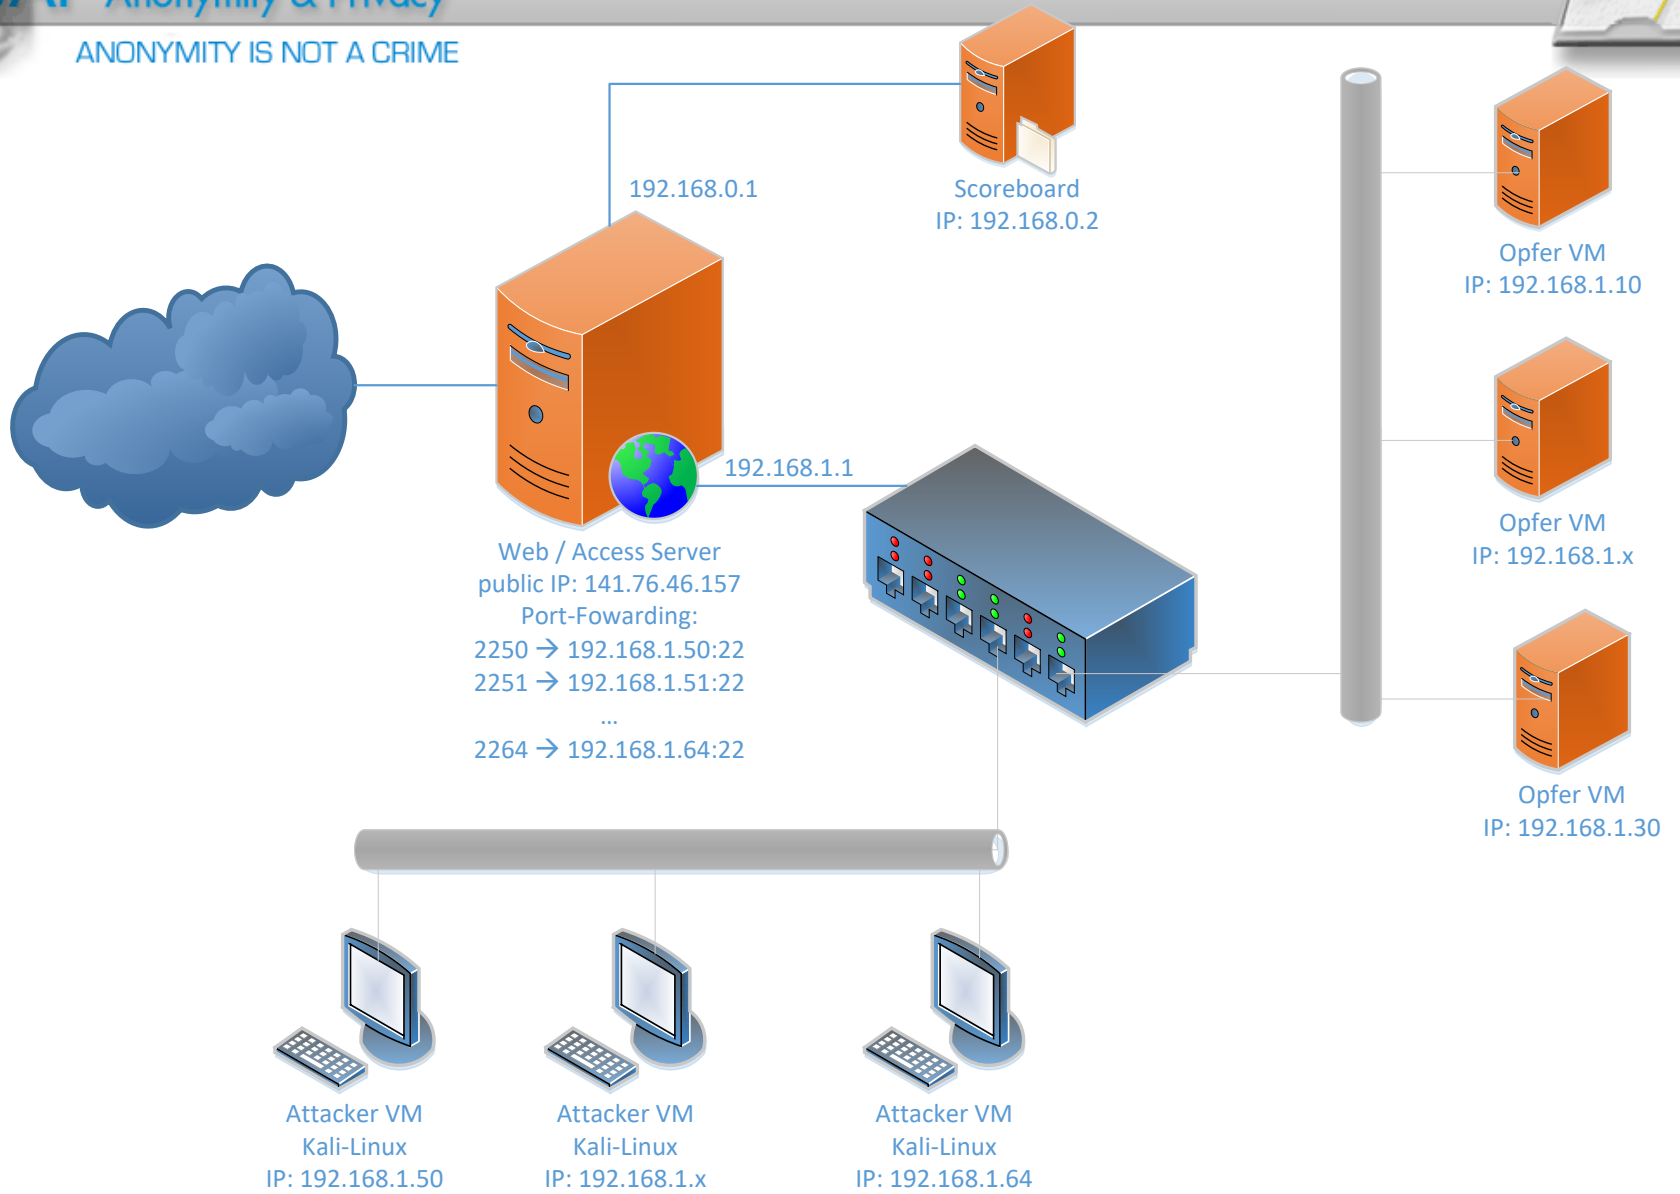 Anonymity & Privacy
ANONYMITY IS NOT A CRIME
192.168.0.1
Scoreboard
IP: 192.168.0.2
Opfer VM
IP: 192.168.1.10
192.168.1.1
Opfer VM
IP: 192.168.1.x
Web / Access Server
public IP: 141.76.46.157
Port-Fowarding:
2250 → 192.168.1.50:22
2251 → 192.168.1.51:22
...
2264 → 192.168.1.64:22
Opfer VM
IP: 192.168.1.30
Attacker VM
Kali-Linux
IP: 192.168.1.50
Attacker VM
Kali-Linux
IP: 192.168.1.x
Attacker VM
Kali-Linux
IP: 192.168.1.64